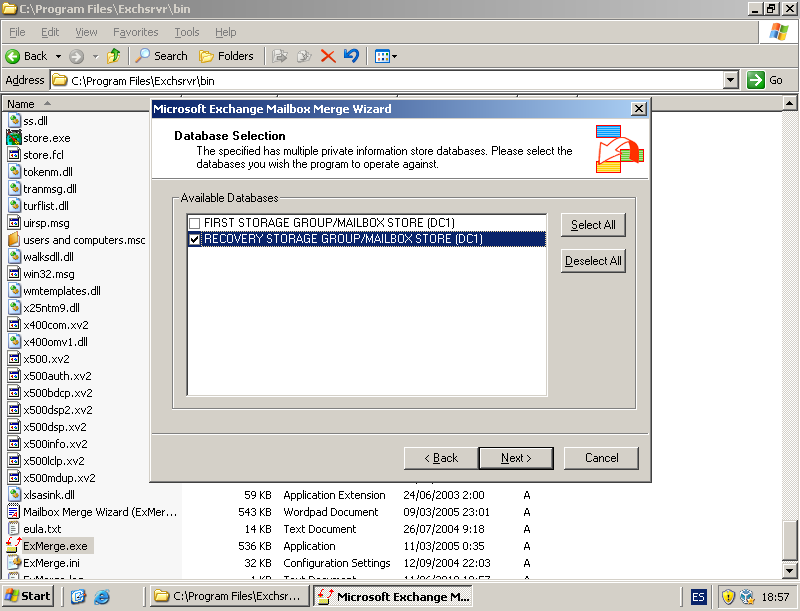 C:\Program Files\Exchsrvr\bin
File Edit View Favorites Tools Help
Back Search Folders
Address C:\Program Files\Exchsrvr\bin Go
Name
ss.dll
store.exe
store.fcl
tokenm.dll
tranmsg.dll
turflist.dll
uirsp.msg
users and computers.msc
walksdll.dll
win32.msg
wmtemplates.dll
x25ntm9.dll
x400com.xv2
x400omv1.dll
x500.xv2
x500auth.xv2
x500bdcp.xv2
x500dsp2.xv2
x500dsp.xv2
x500info.xv2
x500lclp.xv2
x500mdup.xv2
Microsoft Exchange Mailbox Merge Wizard
Database Selection
The specified has multiple private information store databases. Please select the
databases you wish the program to operate against.
Available Databases
FIRST STORAGE GROUP/MAILBOX STORE (DC1)
RECOVERY STORAGE GROUP/MAILBOX STORE (DC1)
Select All
Deselect All
< Back Next > Cancel
xlsasink.dll 59 KB Application Extension 24/06/2003 2:00 A
Mailbox Merge Wizard (ExMer... 543 KB Wordpad Document 09/03/2005 23:01 A
eula.txt 14 KB Text Document 26/07/2004 9:18 A
ExMerge.exe 536 KB Application 11/03/2005 0:35 A
ExMerge.ini 32 KB Configuration Settings 12/09/2004 22:03 A
Start C:\Program Files\Exchsr... Microsoft Exchange M... ES 18:57